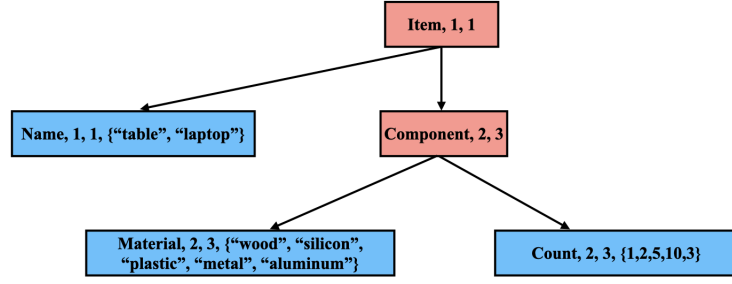 Item, 1, 1
Name, 1, 1, {“table”, “laptop”}
Component, 2, 3
Material, 2, 3, {“wood”, “silicon”,
“plastic”, “metal”, “aluminum”}
Count, 2, 3, {1,2,5,10,3}